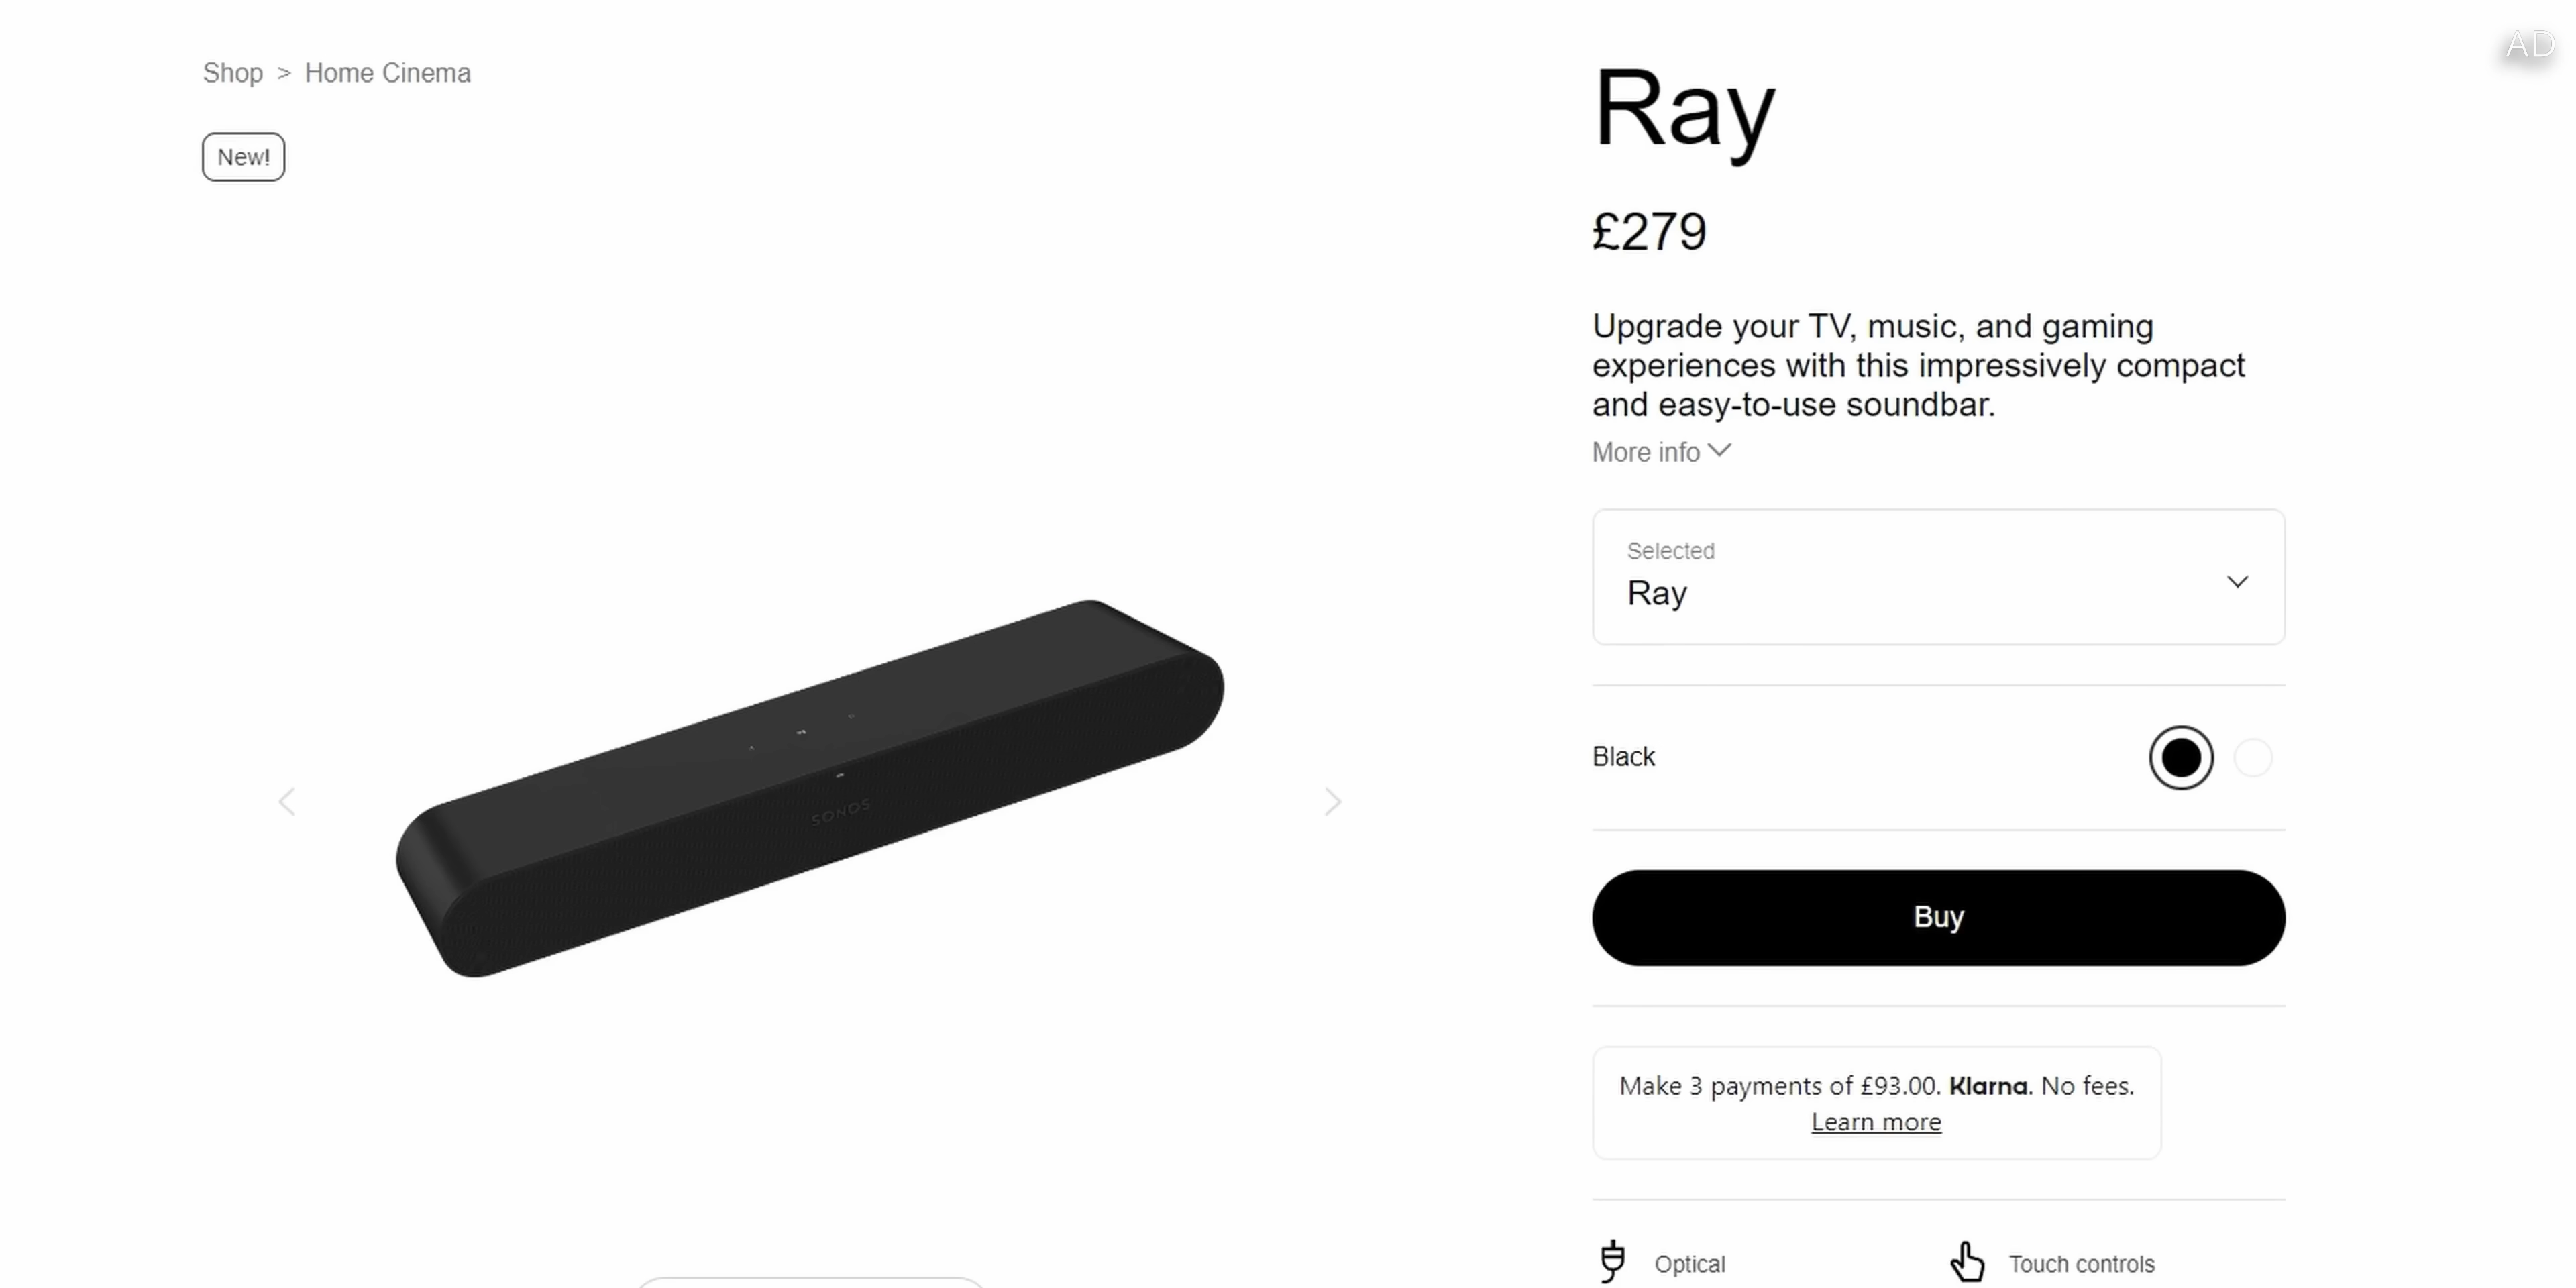 AD
Shop > Home Cinema
New!
SONOS
Ray
£279
Upgrade your TV, music, and gaming
experiences with this impressively compact
and easy-to-use soundbar.
More info
Selected
Ray
Black
Buy
Make 3 payments of £93.00. Klarna. No fees.
Learn more
Optical
Touch controls